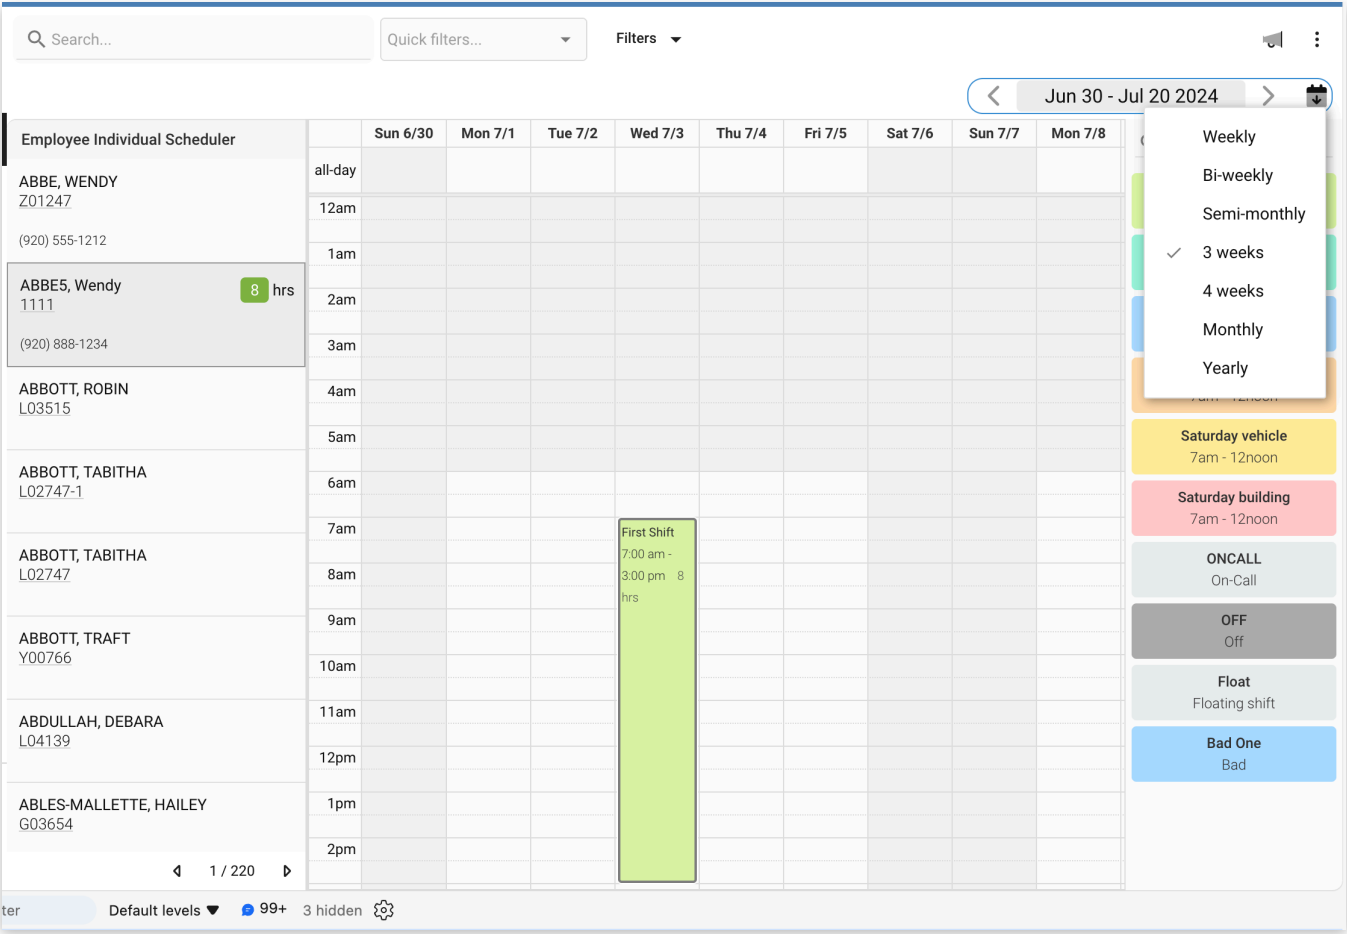 Search...
Quick filters...
Filters
Jun 30 - Jul 20 2024
Employee Individual Scheduler
Sun 6/30
Mon 7/1
Tue 7/2
Wed 7/3
Thu 7/4
Fri 7/5
Sat 7/6
Sun 7/7
Mon 7/8
all-day
12am
1am
2am
3am
4am
5am
6am
7am
8am
9am
10am
11am
12pm
1pm
2pm
ABBE, WENDY
Z01247
(920) 555-1212
ABBE5, Wendy
8 hrs
1111
(920) 888-1234
ABBOTT, ROBIN
L03515
ABBOTT, TABITHA
L02747-1
ABBOTT, TABITHA
L02747
ABBOTT, TRAFT
Y00766
ABDULLAH, DEBARA
L04139
ABLES-MALLETTE, HAILEY
G03654
1 / 220
First Shift
7:00 am -
3:00 pm 8
hrs
Weekly
Bi-weekly
Semi-monthly
3 weeks
4 weeks
Monthly
Yearly
7am - 12noon
Saturday vehicle
7am - 12noon
Saturday building
7am - 12noon
ONCALL
On-Call
OFF
Off
Float
Floating shift
Bad One
Bad
ter
Default levels
99+
3 hidden